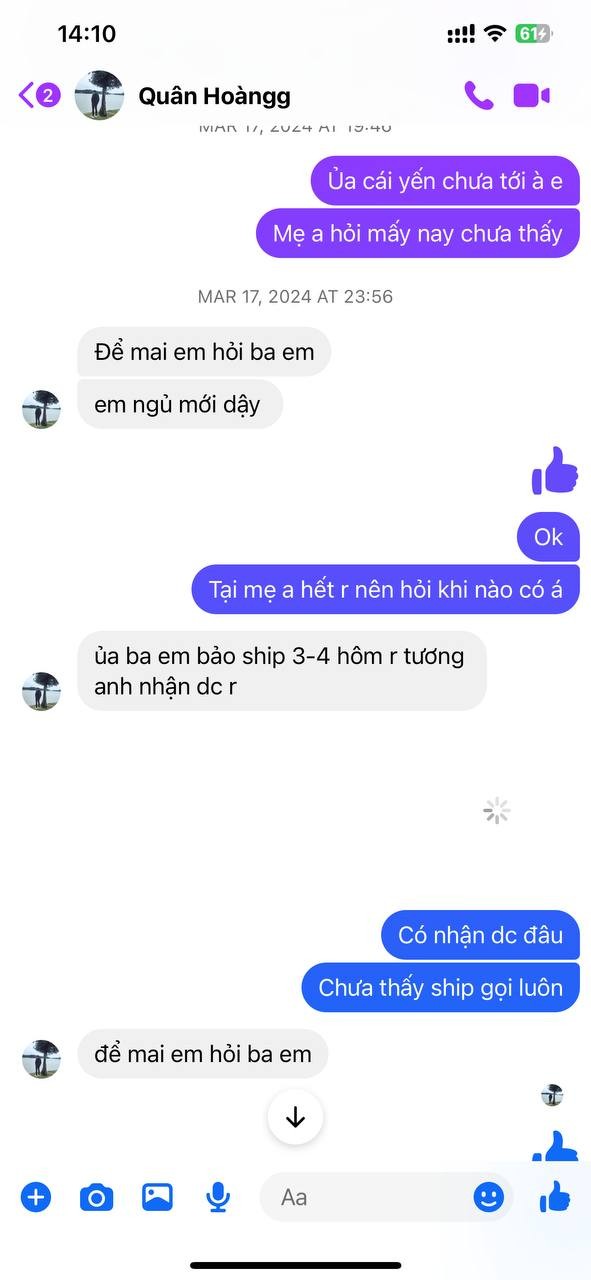 14:10
61
2
Quân Hoàngg
MAR 17, 2024 AT 19:46
Ủa cái yến chưa tới à e
Mẹ a hỏi mấy nay chưa thấy
MAR 17, 2024 AT 23:56
Để mai em hỏi ba em
em ngủ mới dậy
Ok
Tại mẹ a hết r nên hỏi khi nào có á
ủa ba em bảo ship 3-4 hôm r tương
anh nhận dc r
Có nhận dc đâu
Chưa thấy ship gọi luôn
để mai em hỏi ba em
Aa